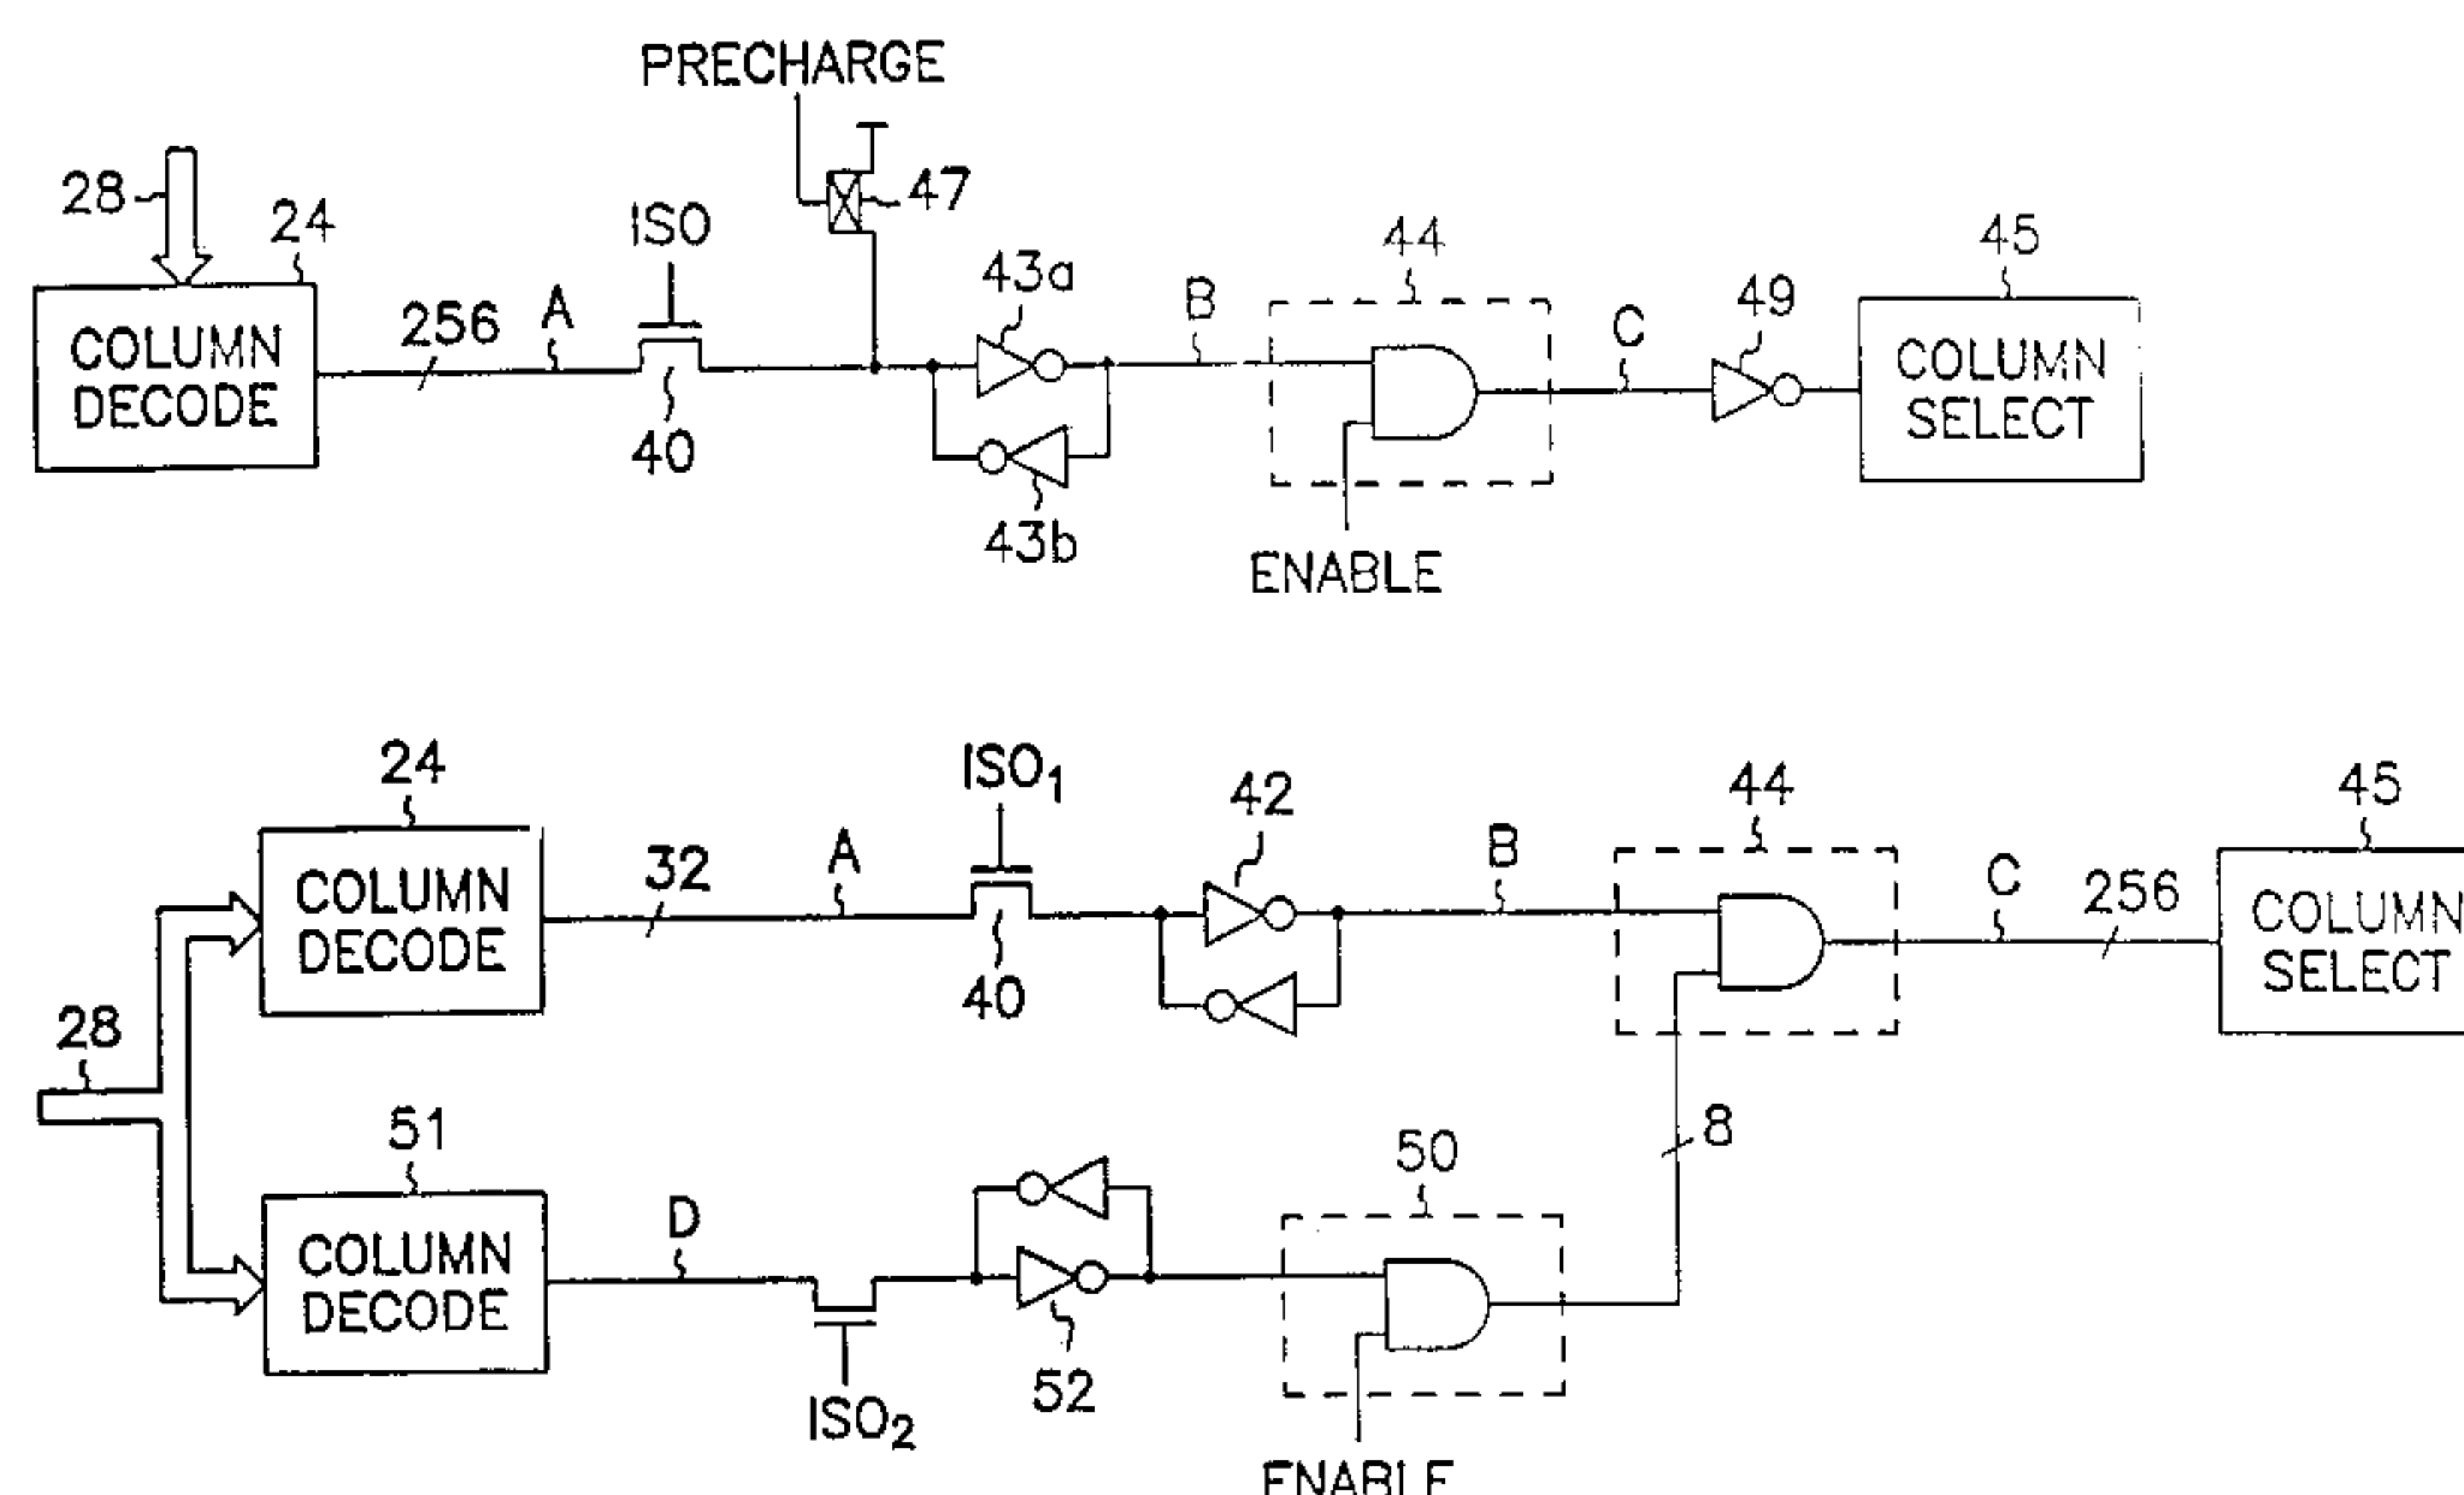 PRECHARGE
28
24
47
ISO
43a
44
45
256
A
B
C
49
COLUMN
DECODE
COLUMN
SELECT
40
43b
ENABLE
24
ISO1
42
44
45
32
A
B
C
256
COLUMN
DECODE
COLUMN
SELECT
40
28
51
50
8
D
COLUMN
DECODE
52
ISO2
ENABLE